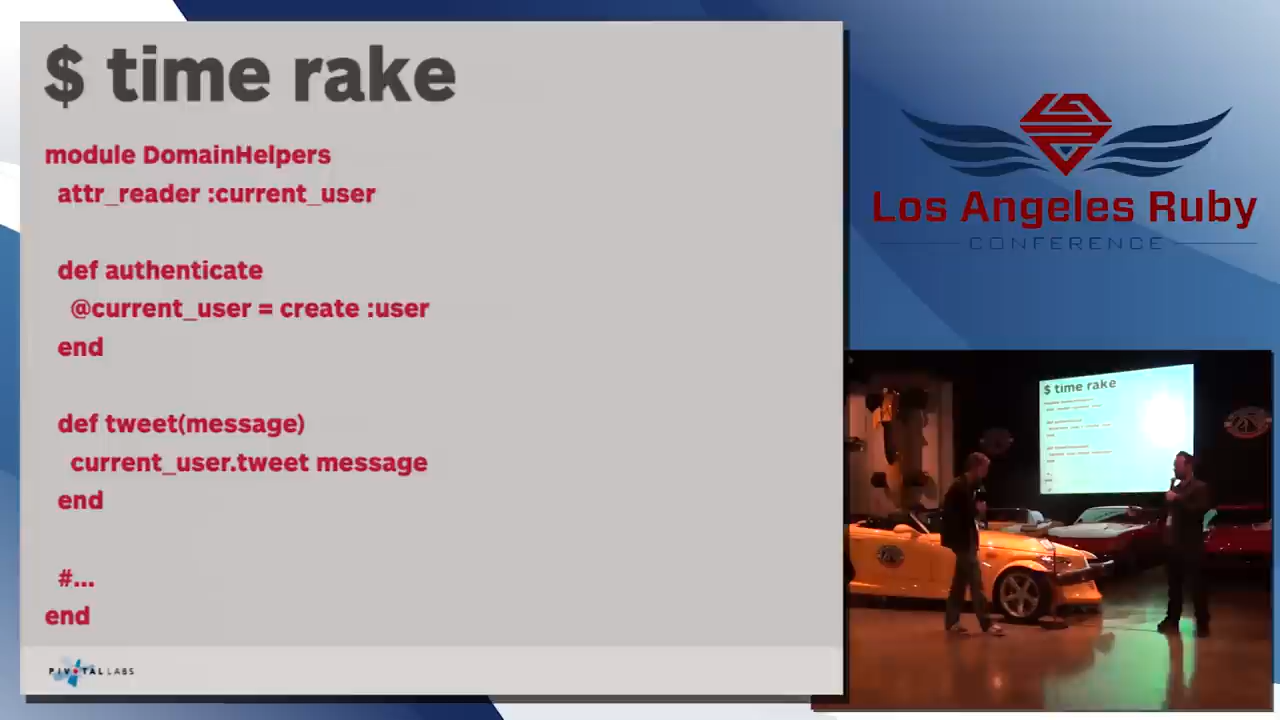 $ time rake
module DomainHelpers
attr_reader :current_user
def authenticate
@current_user = create :user
end
def tweet(message)
current_user.tweet message
end
#...
end
PIVOTAL LABS
Los Angeles Ruby
CONFERENCE
$ time rake